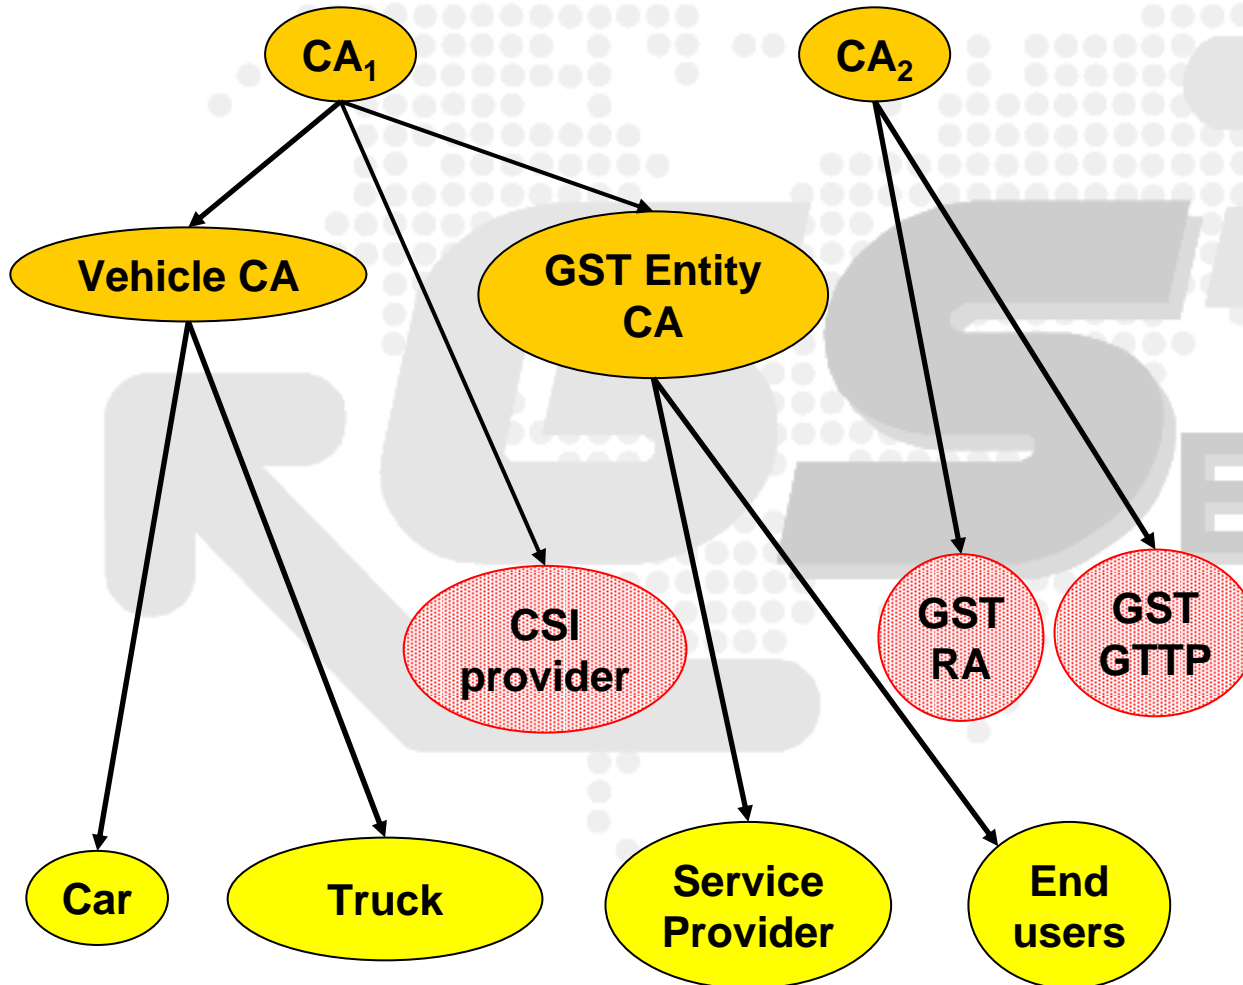 CA₁
CA₂
Vehicle CA
GST Entity
CA
CSI
provider
GST
RA
GST
GTTP
Car
Truck
Service
Provider
End
users